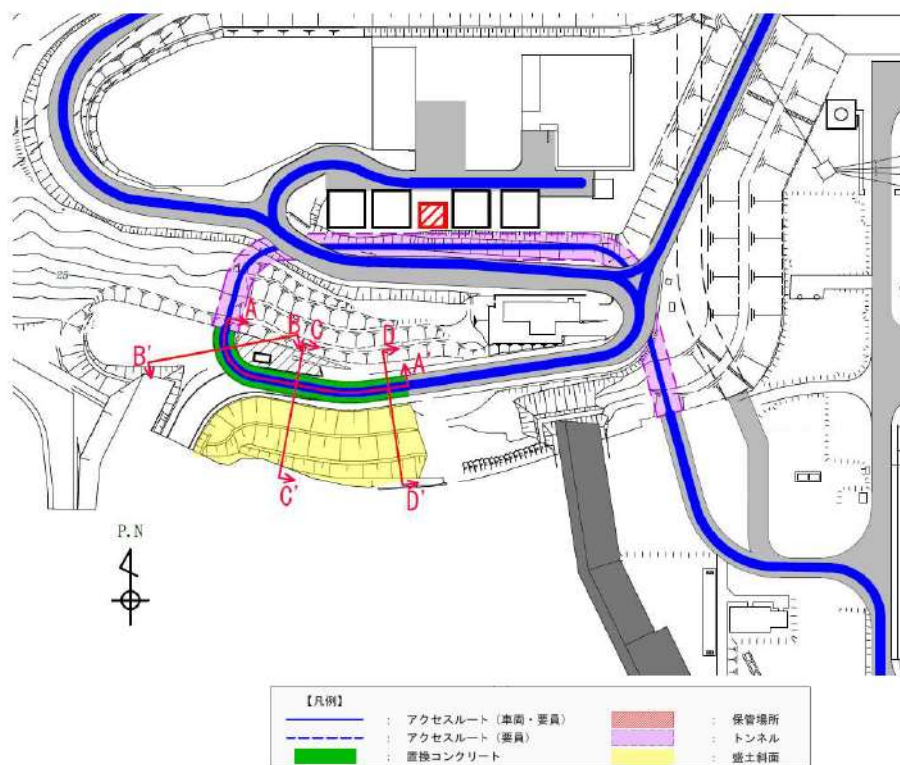 25
A
B
C
D
B'
A'
C'
D'
P.N
【凡例】
: アクセスルート（車両・要員）
: 保管場所
: アクセスルート（要員）
: トンネル
: 置換コンクリート
: 盛土斜面